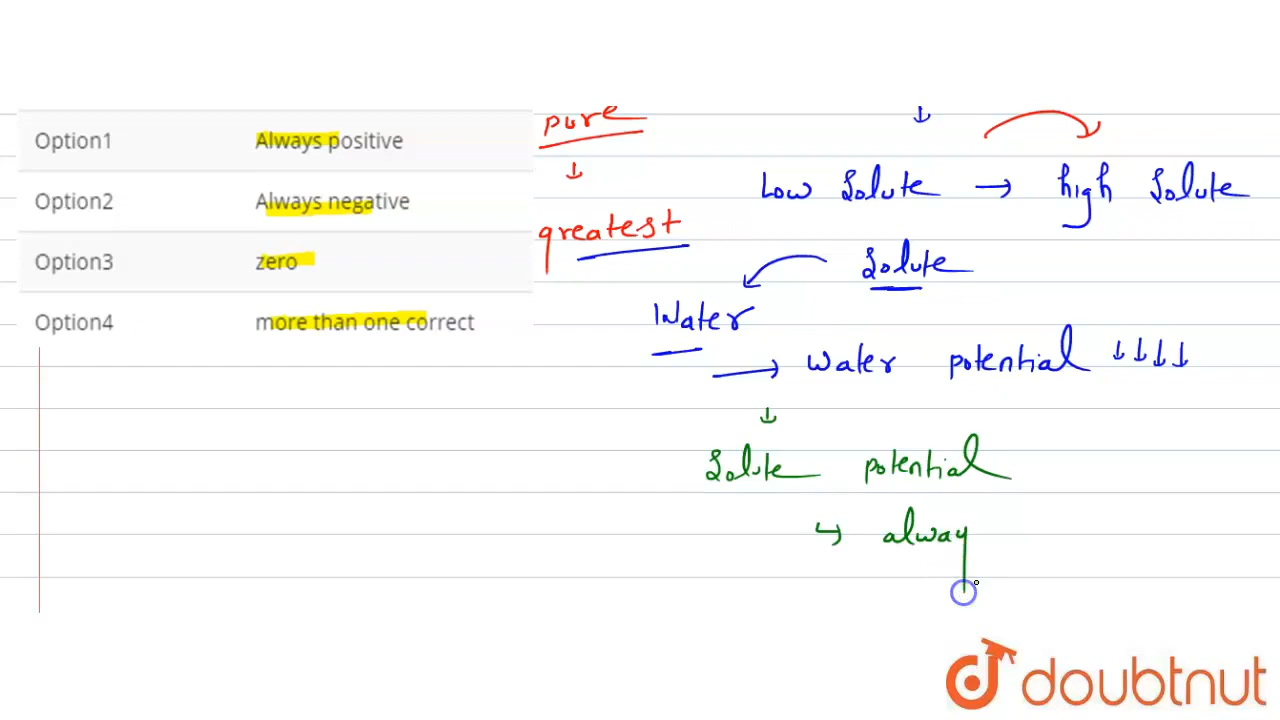 Option1 Always positive
Option2 Always negative
Option3 zero
Option4 more than one correct
pure
↓
greatest
↓
Low Solute → high Solute
Solute
Water
→ Water potential ↓↓↓↓
↓
Solute potential
↳ alway
doubtnut